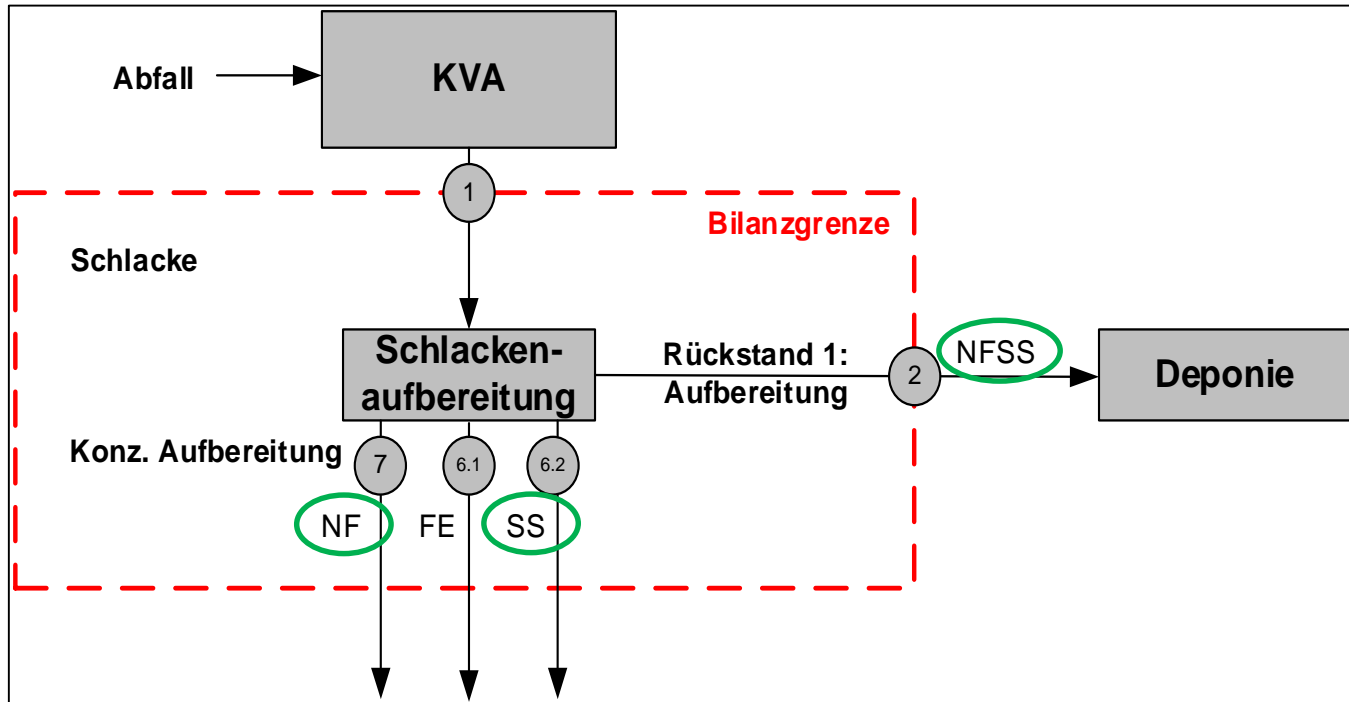 Abfall
KVA
1
Bilanzgrenze
Schlacke
Schlacken-
aufbereitung
Rückstand 1:
Aufbereitung
2
NFSS
Deponie
Konz. Aufbereitung
7
6.1
6.2
NF
FE
SS